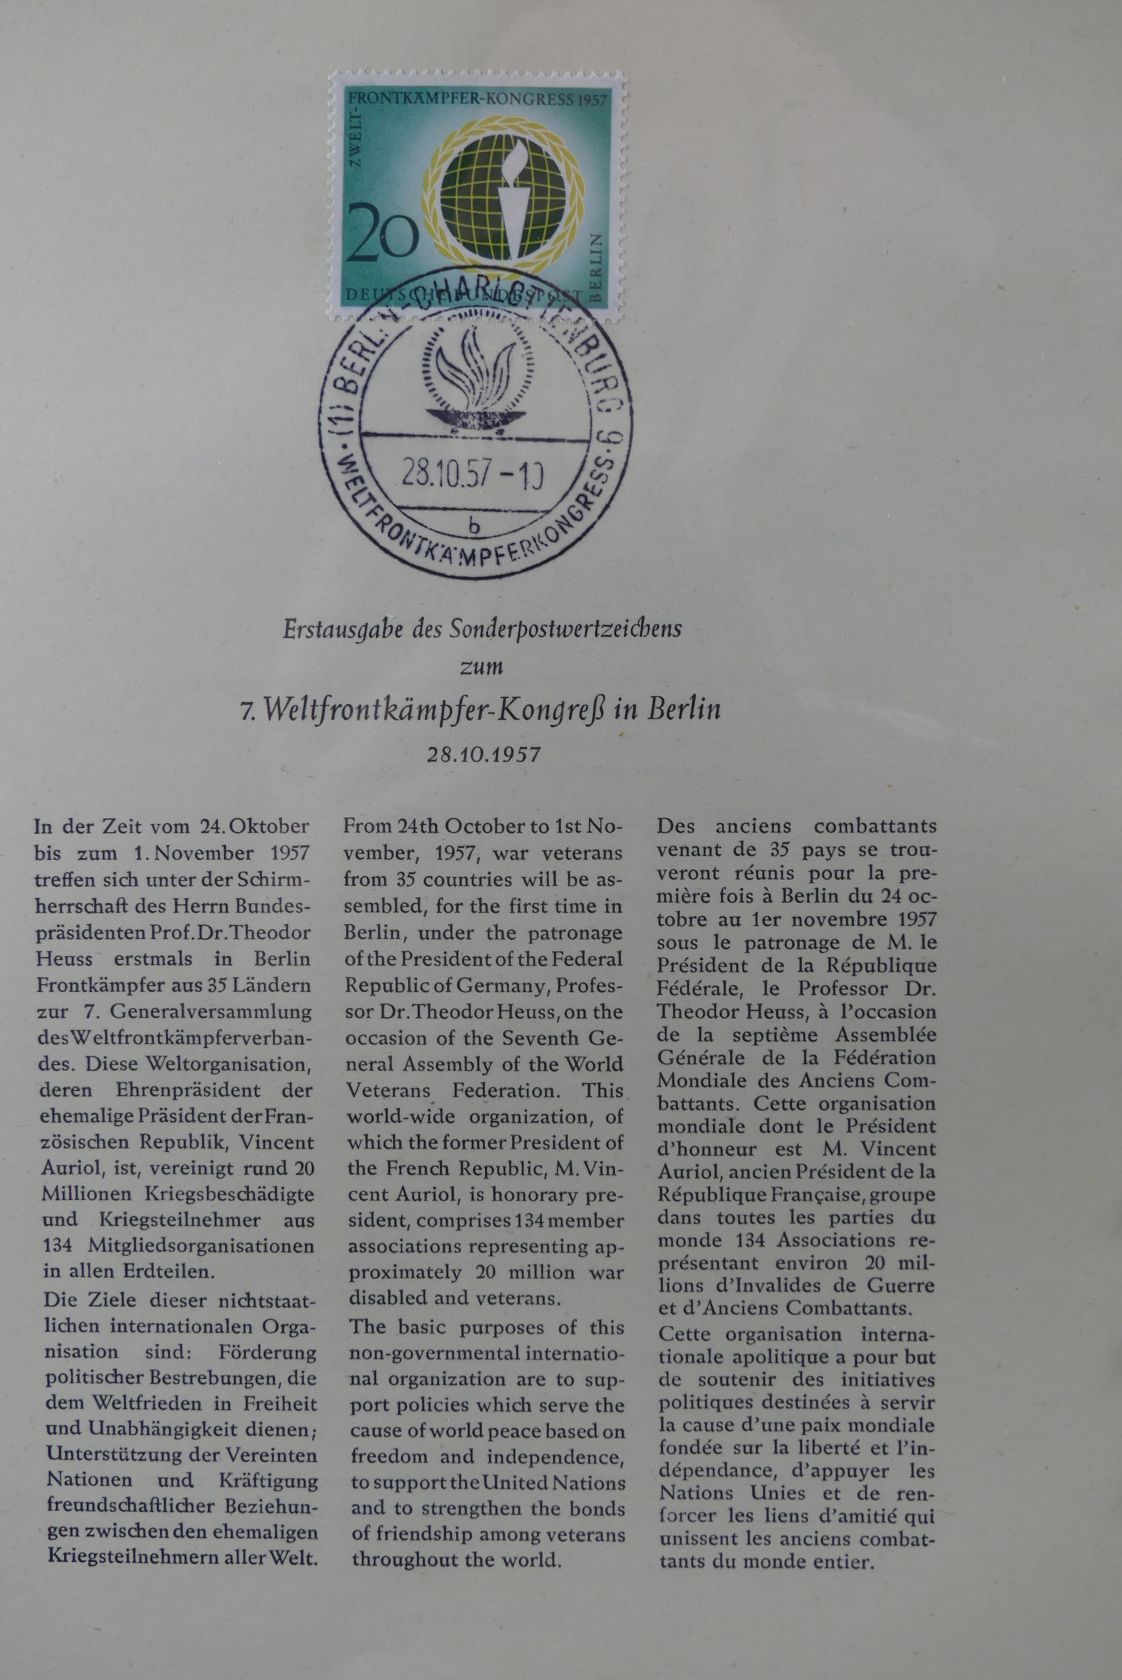 FRONTKÄMPFER-KONGRESS 1957
7.WELT-
20
BERLIN
DEUTSCHE BUNDESPOST
(1) BERLIN-CHARLOTTENBURG 9
28.10.57-10
b
· WELTFRONTKÄMPFERKONGRESS ·
Erstausgabe des Sonderpostwertzeichens
zum
7. Weltfrontkämpfer-Kongreß in Berlin
28.10.1957
In der Zeit vom 24. Oktober
bis zum 1. November 1957
treffen sich unter der Schirm-
herrschaft des Herrn Bundes-
präsidenten Prof. Dr. Theodor
Heuss erstmals in Berlin
Frontkämpfer aus 35 Ländern
zur 7. Generalversammlung
des Weltfrontkämpferverban-
des. Diese Weltorganisation,
deren Ehrenpräsident der
ehemalige Präsident der Fran-
zösischen Republik, Vincent
Auriol, ist, vereinigt rund 20
Millionen Kriegsbeschädigte
und Kriegsteilnehmer aus
134 Mitgliedsorganisationen
in allen Erdteilen.
Die Ziele dieser nichtstaat-
lichen internationalen Orga-
nisation sind: Förderung
politischer Bestrebungen, die
dem Weltfrieden in Freiheit
und Unabhängigkeit dienen;
Unterstützung der Vereinten
Nationen und Kräftigung
freundschaftlicher Beziehun-
gen zwischen den ehemaligen
Kriegsteilnehmern aller Welt.
From 24th October to 1st No-
vember, 1957, war veterans
from 35 countries will be as-
sembled, for the first time in
Berlin, under the patronage
of the President of the Federal
Republic of Germany, Profes-
sor Dr. Theodor Heuss, on the
occasion of the Seventh Ge-
neral Assembly of the World
Veterans Federation. This
world-wide organization, of
which the former President of
the French Republic, M. Vin-
cent Auriol, is honorary pre-
sident, comprises 134 member
associations representing ap-
proximately 20 million war
disabled and veterans.
The basic purposes of this
non-governmental internatio-
nal organization are to sup-
port policies which serve the
cause of world peace based on
freedom and independence,
to support the United Nations
and to strengthen the bonds
of friendship among veterans
throughout the world.
Des anciens combattants
venant de 35 pays se trou-
veront réunis pour la pre-
mière fois à Berlin du 24 oc-
tobre au 1er novembre 1957
sous le patronage de M. le
Président de la République
Fédérale, le Professor Dr.
Theodor Heuss, à l'occasion
de la septième Assemblée
Générale de la Fédération
Mondiale des Anciens Com-
battants. Cette organisation
mondiale dont le Président
d'honneur est M. Vincent
Auriol, ancien Président de la
République Française, groupe
dans toutes les parties du
monde 134 Associations re-
présentant environ 20 mil-
lions d'Invalides de Guerre
et d'Anciens Combattants.
Cette organisation interna-
tionale apolitique a pour but
de soutenir des initiatives
politiques destinées à servir
la cause d'une paix mondiale
fondée sur la liberté et l'in-
dépendance, d'appuyer les
Nations Unies et de ren-
forcer les liens d'amitié qui
unissent les anciens combat-
tants du monde entier.